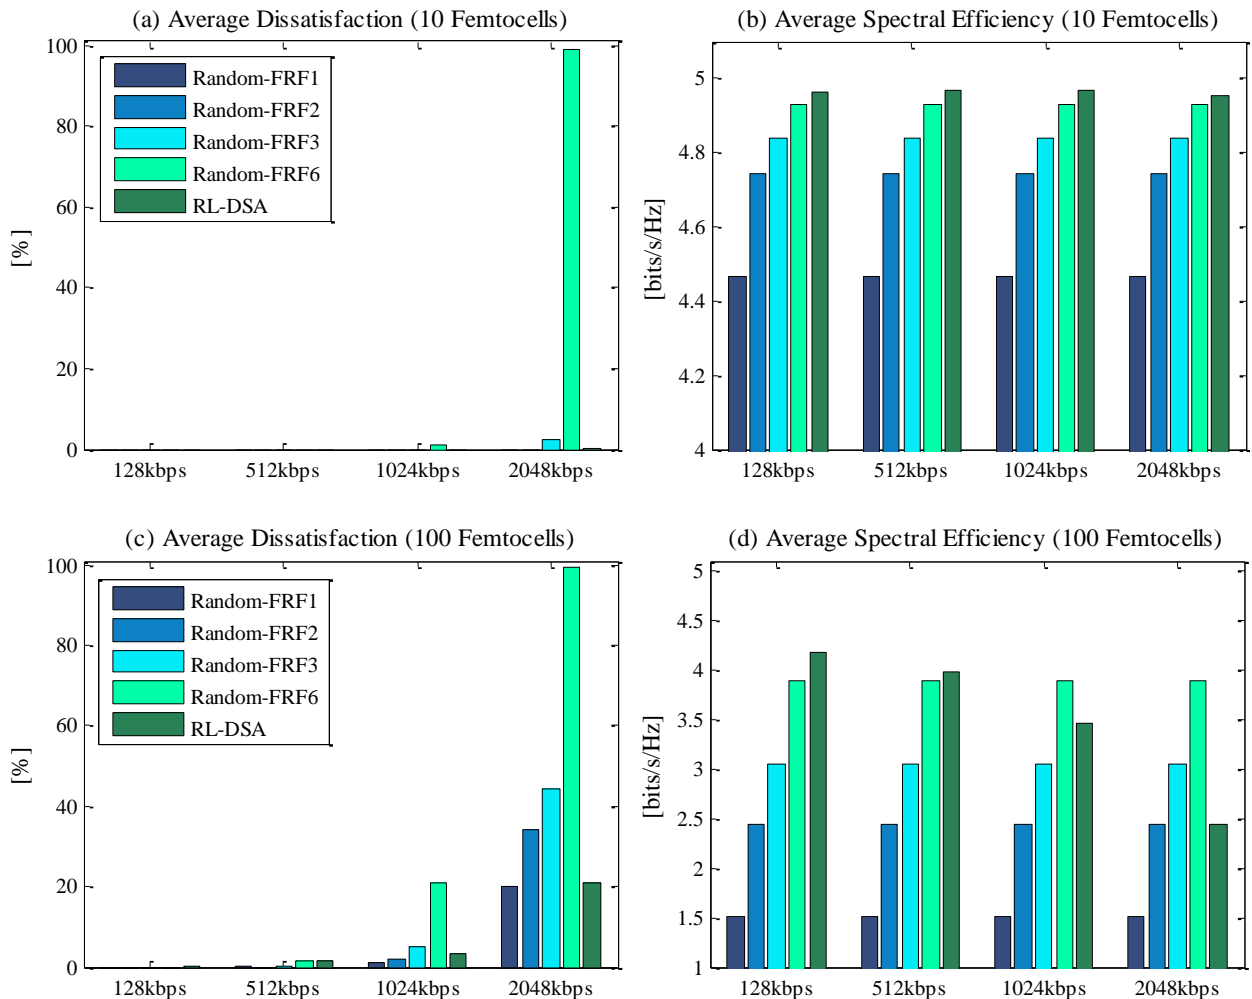 (a) Average Dissatisfaction (10 Femtocells)
100
80
60
40
20
0
[%]
Random-FRF1
Random-FRF2
Random-FRF3
Random-FRF6
RL-DSA
128kbps
512kbps
1024kbps
2048kbps
(b) Average Spectral Efficiency (10 Femtocells)
5
4.8
4.6
4.4
4.2
4
[bits/s/Hz]
128kbps
512kbps
1024kbps
2048kbps
(c) Average Dissatisfaction (100 Femtocells)
100
80
60
40
20
0
[%]
Random-FRF1
Random-FRF2
Random-FRF3
Random-FRF6
RL-DSA
128kbps
512kbps
1024kbps
2048kbps
(d) Average Spectral Efficiency (100 Femtocells)
5
4.5
4
3.5
3
2.5
2
1.5
1
[bits/s/Hz]
128kbps
512kbps
1024kbps
2048kbps